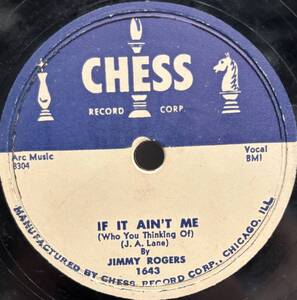 CHESS
RECORD CORP.
Arc Music
8304
Vocal
BMI
IF IT AIN'T ME
(Who You Thinking Of)
(J. A. Lane)
By
JIMMY ROGERS
1643
MANUFACTURED BY CHESS RECORD CORP., CHICAGO, ILL.